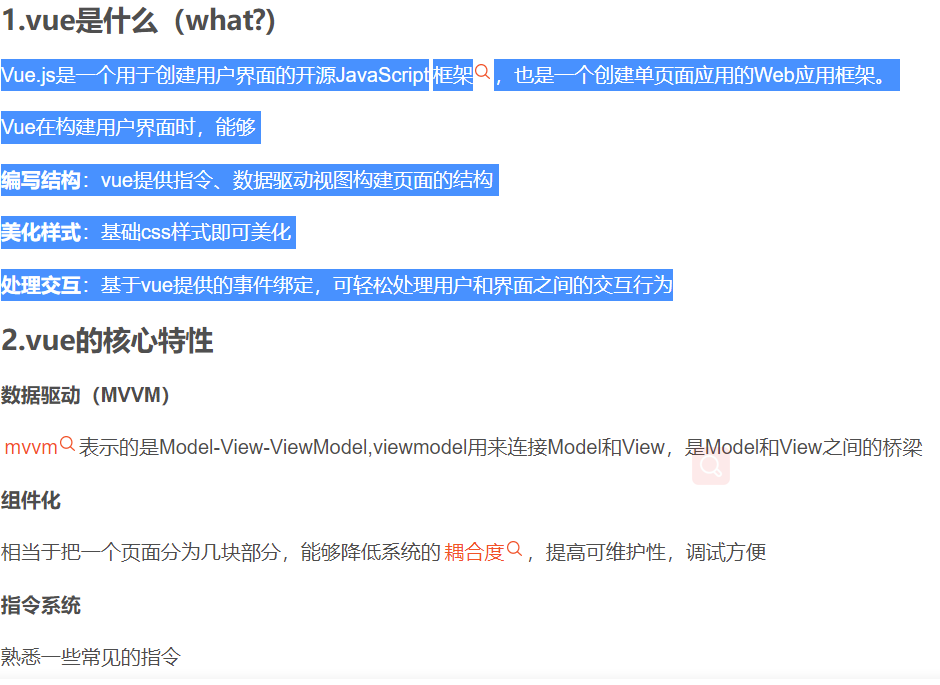 1.vue是什么（what?）
Vue.js是一个用于创建用户界面的开源JavaScript 框架，也是一个创建单页面应用的Web应用框架。
Vue在构建用户界面时，能够
编写结构：vue提供指令、数据驱动视图构建页面的结构
美化样式：基础css样式即可美化
处理交互：基于vue提供的事件绑定，可轻松处理用户和界面之间的交互行为
2.vue的核心特性
数据驱动（MVVM）
mvvm表示的是Model-View-ViewModel,viewmodel用来连接Model和View，是Model和View之间的桥梁
组件化
相当于把一个页面分为几块部分，能够降低系统的耦合度，提高可维护性，调试方便
指令系统
熟悉一些常见的指令